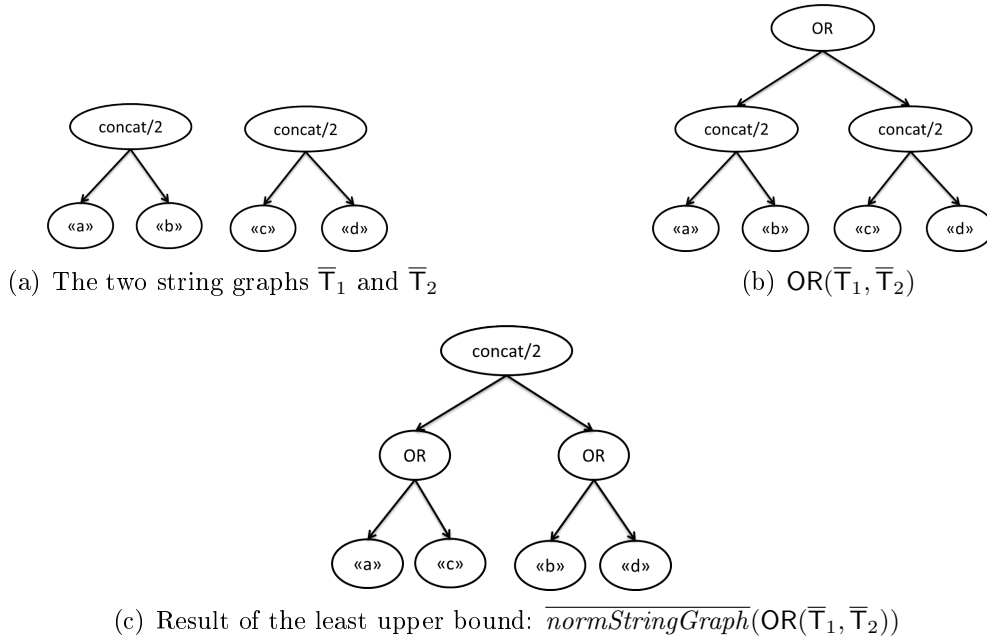 OR
concat/2 concat/2
concat/2 concat/2
«a» «b» «c» «d»
«a» «b» «c» «d»
(a) The two string graphs T̅₁ and T̅₂
(b) OR(T̅₁, T̅₂)
concat/2
OR OR
«a» «c» «b» «d»
(c) Result of the least upper bound: \overline{normStringGraph}(OR(T̅₁, T̅₂))